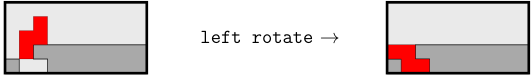 left rotate →